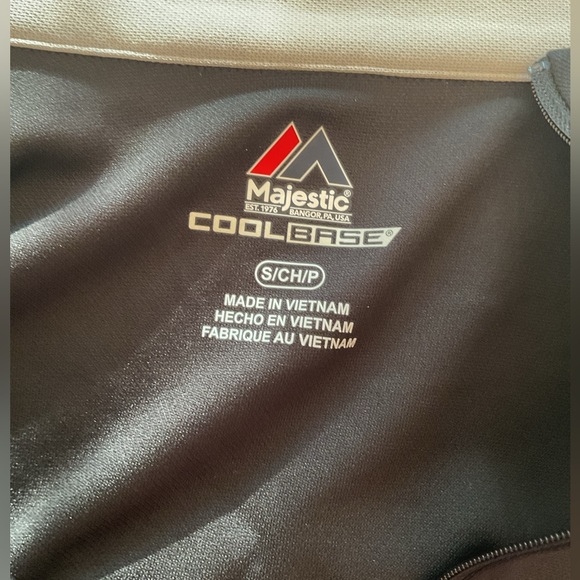 Majestic®
EST. 1976 BANGOR, PA, USA
COOLBASE®
S/CH/P
MADE IN VIETNAM
HECHO EN VIETNAM
FABRIQUE AU VIETNAM